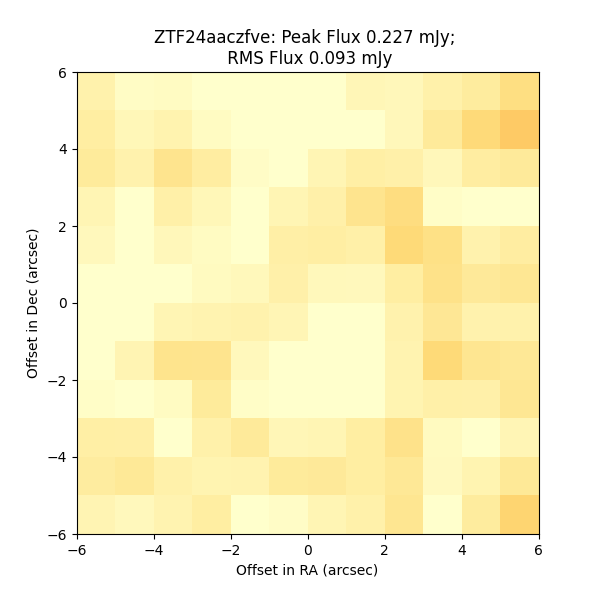 ZTF24aaczfve: Peak Flux 0.227 mJy;
RMS Flux 0.093 mJy
6
4
2
0
−2
−4
−6
Offset in Dec (arcsec)
−6 −4 −2 0 2 4 6
Offset in RA (arcsec)